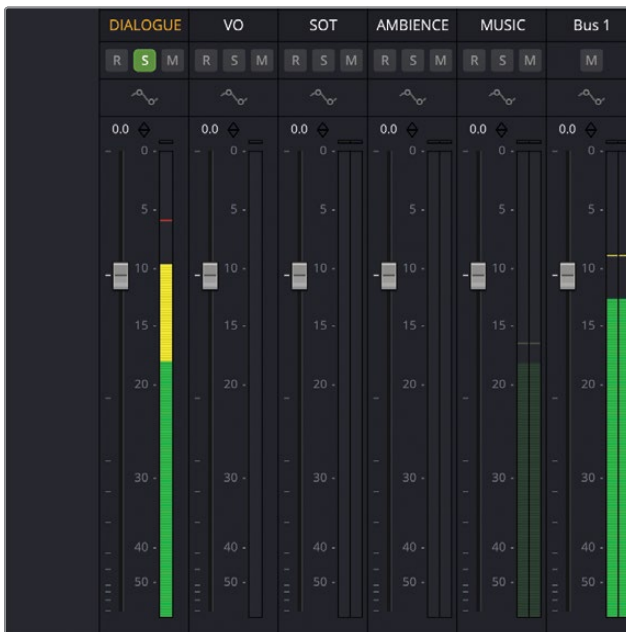 DIALOGUE VO SOT AMBIENCE MUSIC Bus 1
R S M R S M R S M R S M R S M M
0.0 0.0 0.0 0.0 0.0 0.0
0 0 0 0 0 0
5 5 5 5 5 5
10 10 10 10 10 10
15 15 15 15 15 15
20 20 20 20 20 20
30 30 30 30 30 30
40 40 40 40 40 40
50 50 50 50 50 50